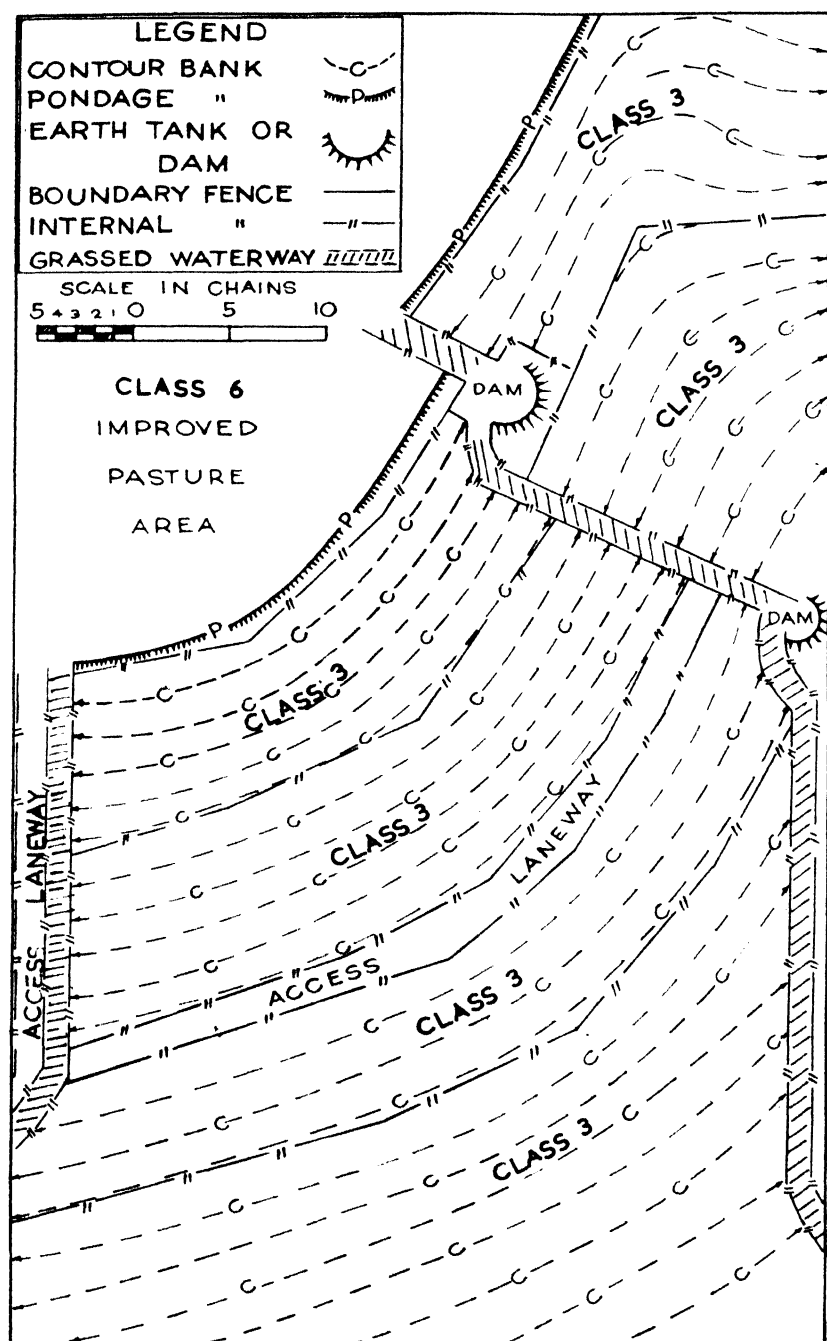 LEGEND
CONTOUR BANK C
PONDAGE " P
EARTH TANK OR
DAM
BOUNDARY FENCE
INTERNAL " "
GRASSED WATERWAY
SCALE IN CHAINS
5 4 3 2 1 0 5 10
CLASS 6
IMPROVED
PASTURE
AREA
CLASS 3
CLASS 3
DAM
DAM
CLASS 3
CLASS 3
LANEWAY
ACCESS
CLASS 3
CLASS 3
ACCESS LANEWAY
P
P
P
P